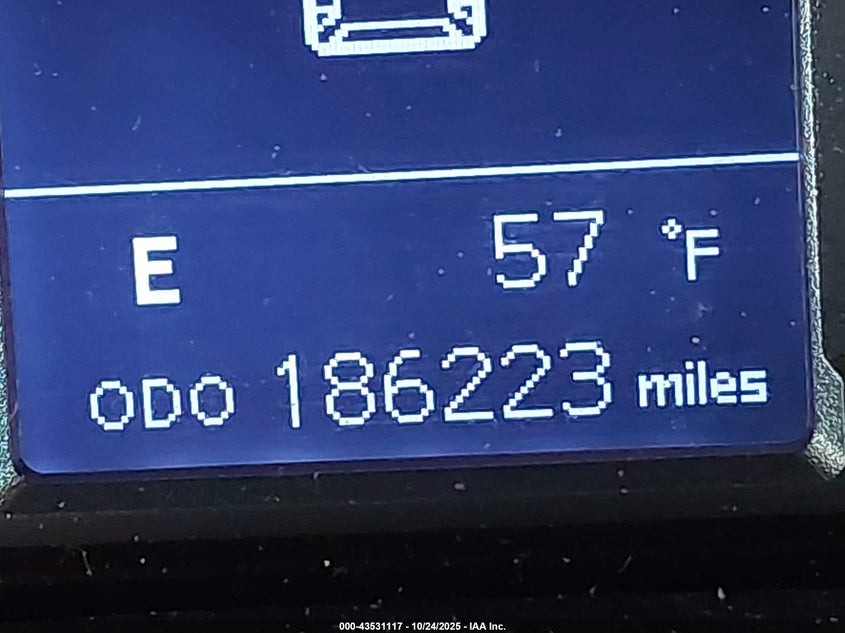 E 57 °F
ODO 186223 miles
000-43531117 - 10/24/2025 - IAA Inc.